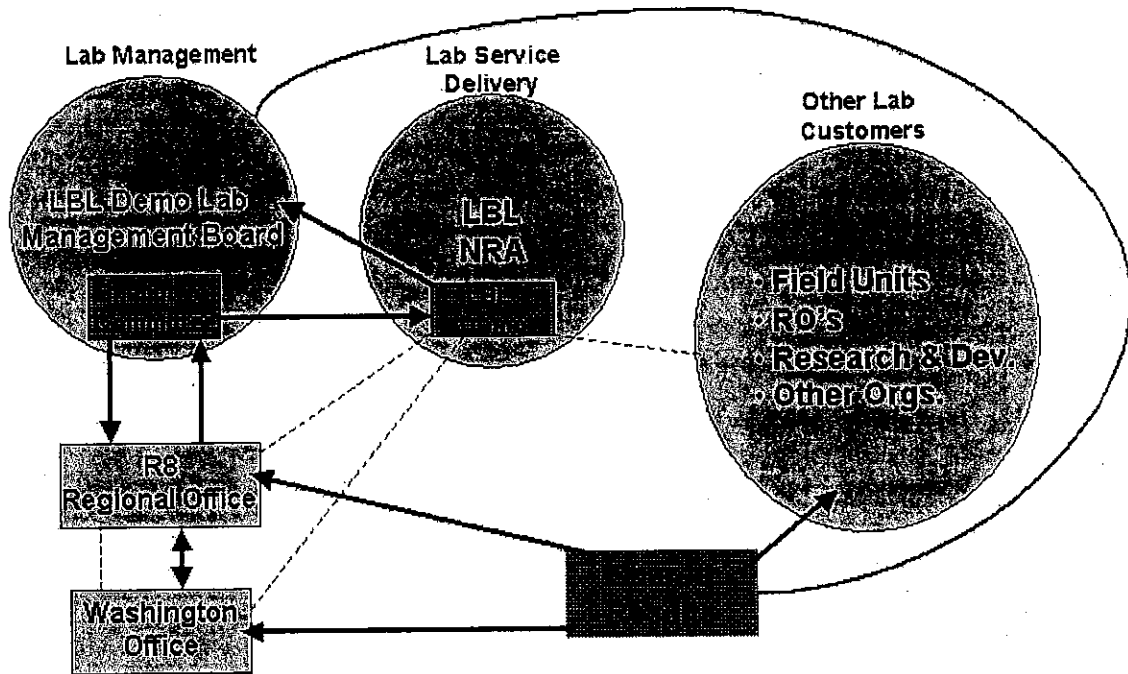 Lab Management
LBL Demo Lab
Management Board
Lab Service
Delivery
LBL
NRA
Other Lab
Customers
· Field Units
· RO's
· Research & Dev.
· Other Orgs.
R8
Regional Office
Washington
Office